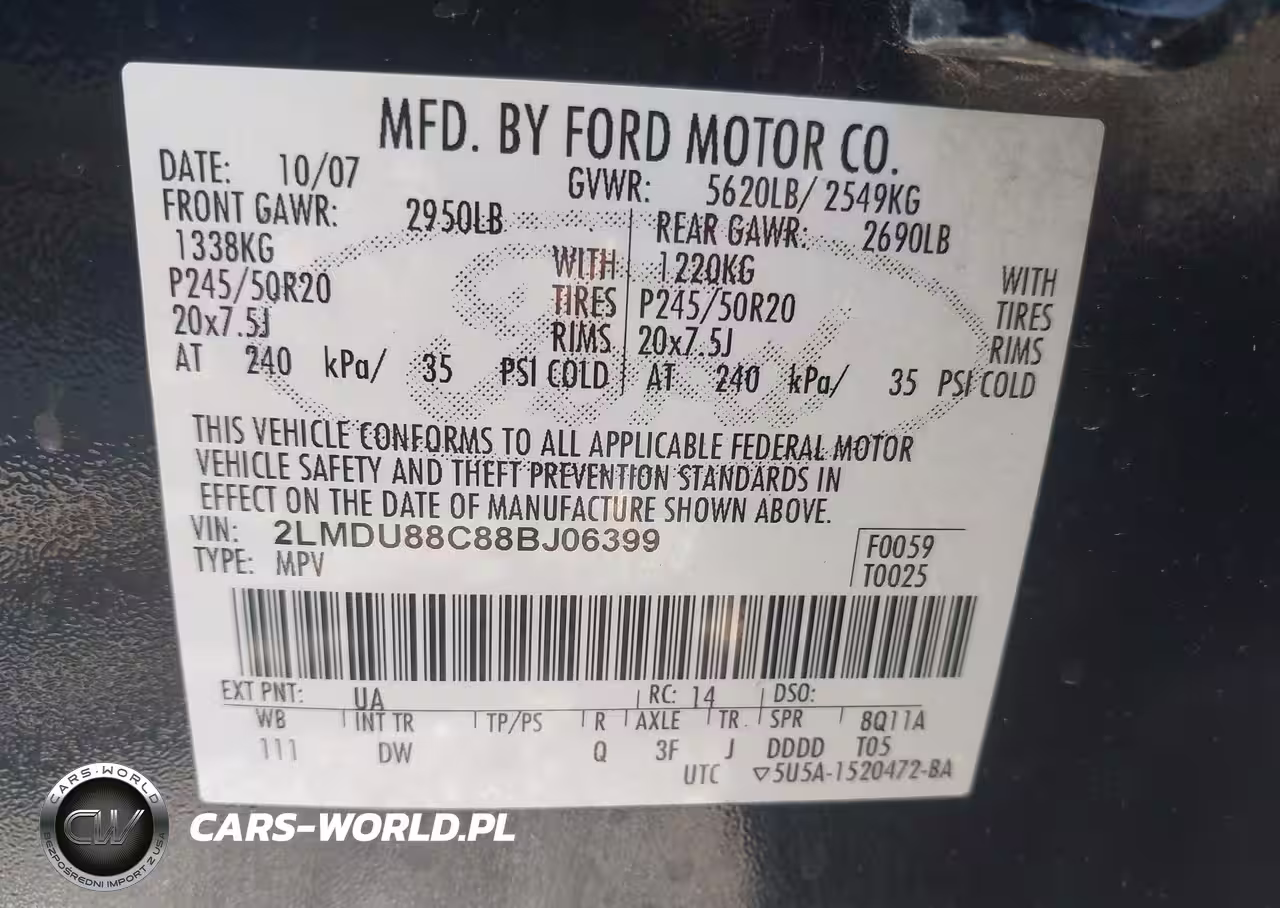 MFD. BY FORD MOTOR CO.
DATE: 10/07 GVWR: 5620LB/ 2549KG
FRONT GAWR: 2950LB REAR GAWR: 2690LB
1338KG WITH 1220KG WITH
P245/50R20 TIRES P245/50R20 TIRES
20x7.5J RIMS 20x7.5J RIMS
AT 240 kPa/ 35 PSI COLD AT 240 kPa/ 35 PSI COLD
THIS VEHICLE CONFORMS TO ALL APPLICABLE FEDERAL MOTOR
VEHICLE SAFETY AND THEFT PREVENTION STANDARDS IN
EFFECT ON THE DATE OF MANUFACTURE SHOWN ABOVE.
VIN: 2LMDU88C88BJ06399
TYPE: MPV
F0059
T0025
EXT PNT: UA RC: 14 DSO:
WB INT TR TP/PS R AXLE TR SPR 8Q11A
111 DW Q 3F J DDDD T05
UTC ▽5U5A-1520472-BA
CARS-WORLD
CW
BEZPOŚREDNI IMPORT Z USA
CARS-WORLD.PL